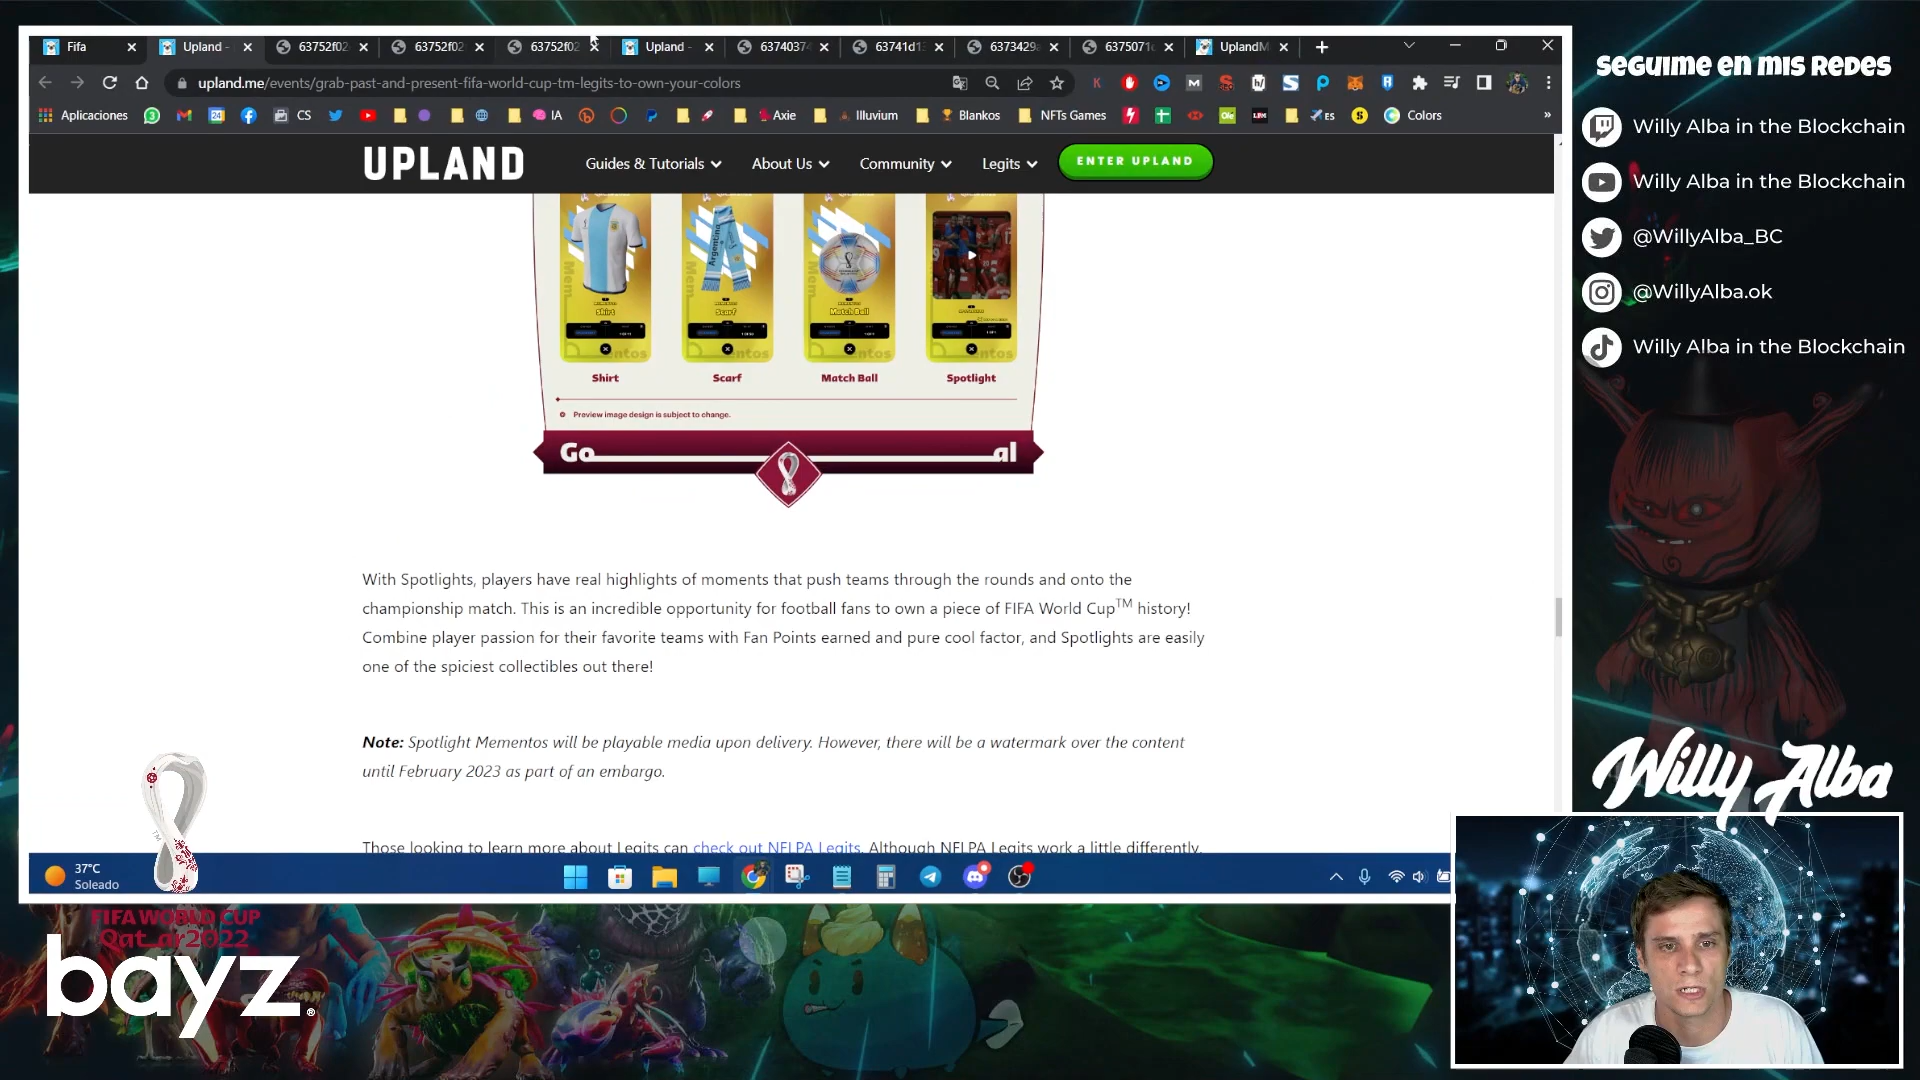 Fifa
Upland -
63752f02
63752f02
63752f02
Upland -
6374037
63741d1
6373429
6375071
UplandM
upland.me/events/grab-past-and-present-fifa-world-cup-tm-legits-to-own-your-colors
Aplicaciones
CS
IA
Axie
Illuvium
Blankos
NFTs Games
ES
Colors
UPLAND
Guides & Tutorials
About Us
Community
Legits
ENTER UPLAND
Shirt
Scarf
Match Ball
Shirt
Scarf
Match Ball
Spotlight
Preview image design is subject to change.
Go
al
With Spotlights, players have real highlights of moments that push teams through the rounds and onto the
championship match. This is an incredible opportunity for football fans to own a piece of FIFA World Cup™ history!
Combine player passion for their favorite teams with Fan Points earned and pure cool factor, and Spotlights are easily
one of the spiciest collectibles out there!
Note: Spotlight Mementos will be playable media upon delivery. However, there will be a watermark over the content
until February 2023 as part of an embargo.
Those looking to learn more about Legits can check out NFLPA Legits. Although NFLPA Legits work a little differently,
37°C
Soleado
FIFA WORLD CUP
Qatar2022
bayz®
Seguime en mis redes
Willy Alba in the Blockchain
Willy Alba in the Blockchain
@WillyAlba_BC
@WillyAlba.ok
Willy Alba in the Blockchain
Willy Alba